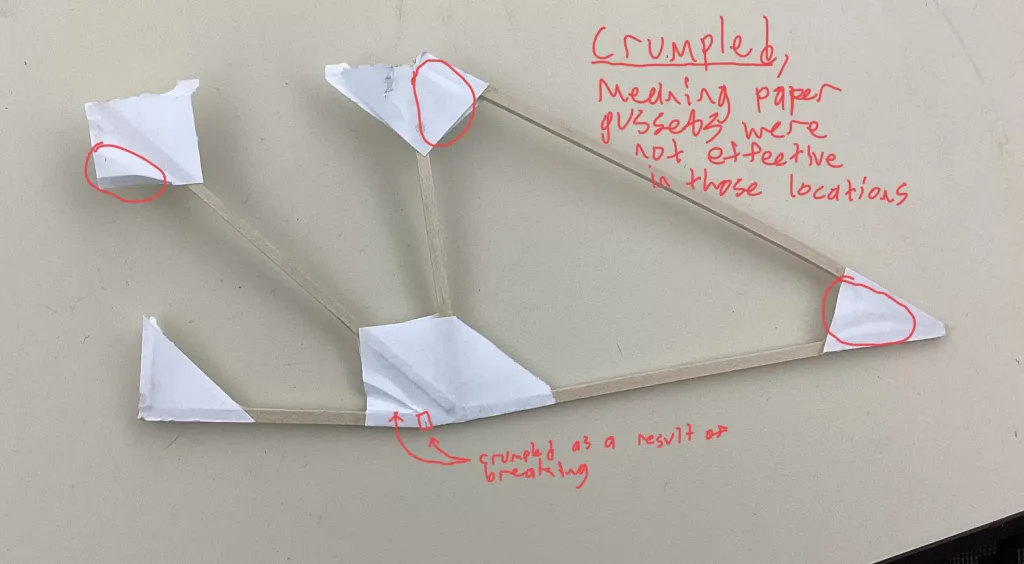 Crumpled,
Meaning paper
gussets were
not effective
in those locations
crumpled as a result of
breaking